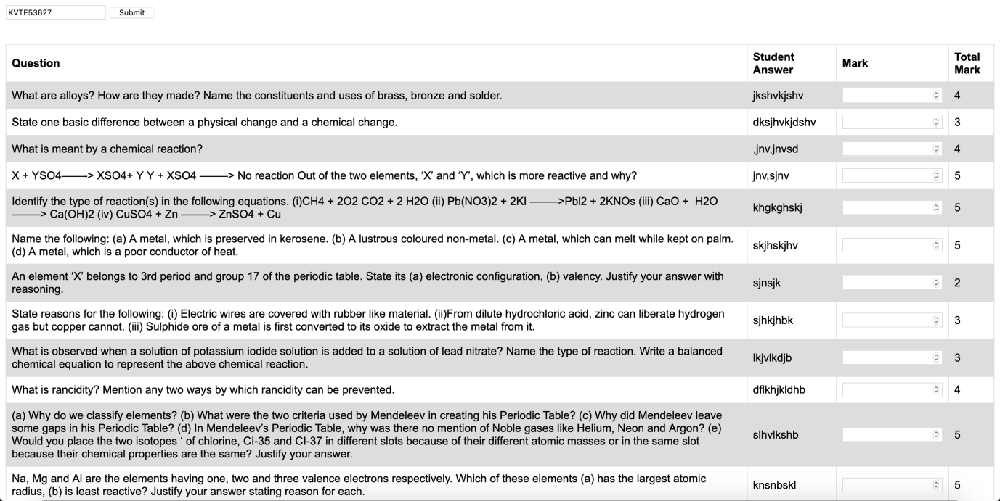 KVTE53627 Submit
Question Student Answer Mark Total Mark
What are alloys? How are they made? Name the constituents and uses of brass, bronze and solder. jkshvkjshv 4
State one basic difference between a physical change and a chemical change. dksjhvkjdshv 3
What is meant by a chemical reaction? ,jnv,jnvsd 4
X + YSO4——-> XSO4+ Y Y + XSO4 ———> No reaction Out of the two elements, ‘X’ and ‘Y’, which is more reactive and why? jnv,sjnv 5
Identify the type of reaction(s) in the following equations. (i)CH4 + 2O2 CO2 + 2 H2O (ii) Pb(NO3)2 + 2KI ———>PbI2 + 2KNOs (iii) CaO + H2O
———> Ca(OH)2 (iv) CuSO4 + Zn ———> ZnSO4 + Cu khgkghskj 5
Name the following: (a) A metal, which is preserved in kerosene. (b) A lustrous coloured non-metal. (c) A metal, which can melt while kept on palm.
(d) A metal, which is a poor conductor of heat. skjhskjhv 5
An element ‘X’ belongs to 3rd period and group 17 of the periodic table. State its (a) electronic configuration, (b) valency. Justify your answer with
reasoning. sjnsjk 2
State reasons for the following: (i) Electric wires are covered with rubber like material. (ii)From dilute hydrochloric acid, zinc can liberate hydrogen
gas but copper cannot. (iii) Sulphide ore of a metal is first converted to its oxide to extract the metal from it. sjhkjhbk 3
What is observed when a solution of potassium iodide solution is added to a solution of lead nitrate? Name the type of reaction. Write a balanced
chemical equation to represent the above chemical reaction. lkjvlkdjb 3
What is rancidity? Mention any two ways by which rancidity can be prevented. dflkhjkldhb 4
(a) Why do we classify elements? (b) What were the two criteria used by Mendeleev in creating his Periodic Table? (c) Why did Mendeleev leave
some gaps in his Periodic Table? (d) In Mendeleev’s Periodic Table, why was there no mention of Noble gases like Helium, Neon and Argon? (e)
Would you place the two isotopes ‘ of chlorine, CI-35 and CI-37 in different slots because of their different atomic masses or in the same slot
because their chemical properties are the same? Justify your answer. slhvlkshb 5
Na, Mg and Al are the elements having one, two and three valence electrons respectively. Which of these elements (a) has the largest atomic
radius, (b) is least reactive? Justify your answer stating reason for each. knsnbskl 5